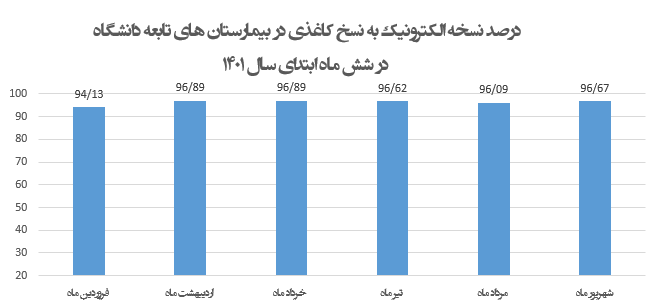 درصد نسخه الکترونیک به نسخ کاغذی در بیمارستان های تابعه دانشگاه
در شش ماه ابتدای سال ۱۴۰۱
94/13
96/89
96/89
96/62
96/09
96/67
100
90
80
70
60
50
40
30
20
فروردین ماه
اردیبهشت ماه
خرداد ماه
تیر ماه
مرداد ماه
شهریور ماه